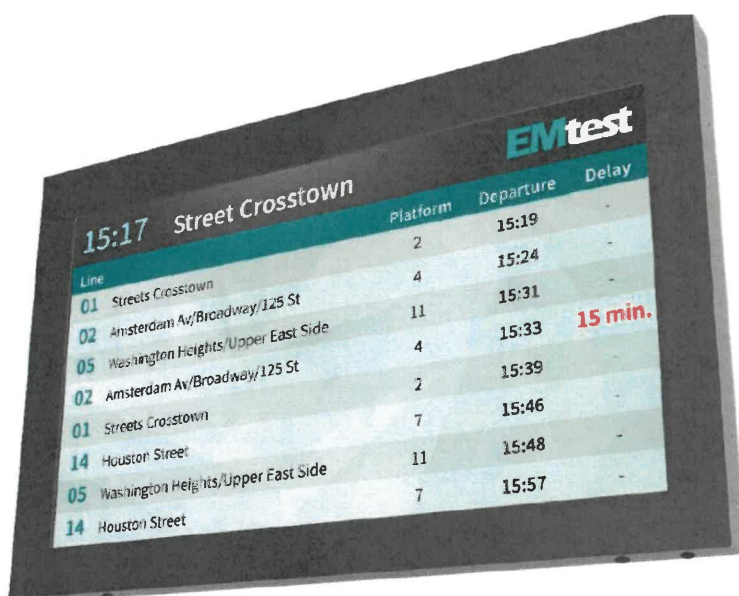 EMtest
15:17 Street Crosstown
Line Platform Departure Delay
01 Streets Crosstown 2 15:19 -
02 Amsterdam Av/Broadway/125 St 4 15:24 -
05 Washington Heights/Upper East Side 11 15:31 -
02 Amsterdam Av/Broadway/125 St 4 15:33 15 min.
01 Streets Crosstown 2 15:39 -
14 Houston Street 7 15:46 -
05 Washington Heights/Upper East Side 11 15:48 -
14 Houston Street 7 15:57 -